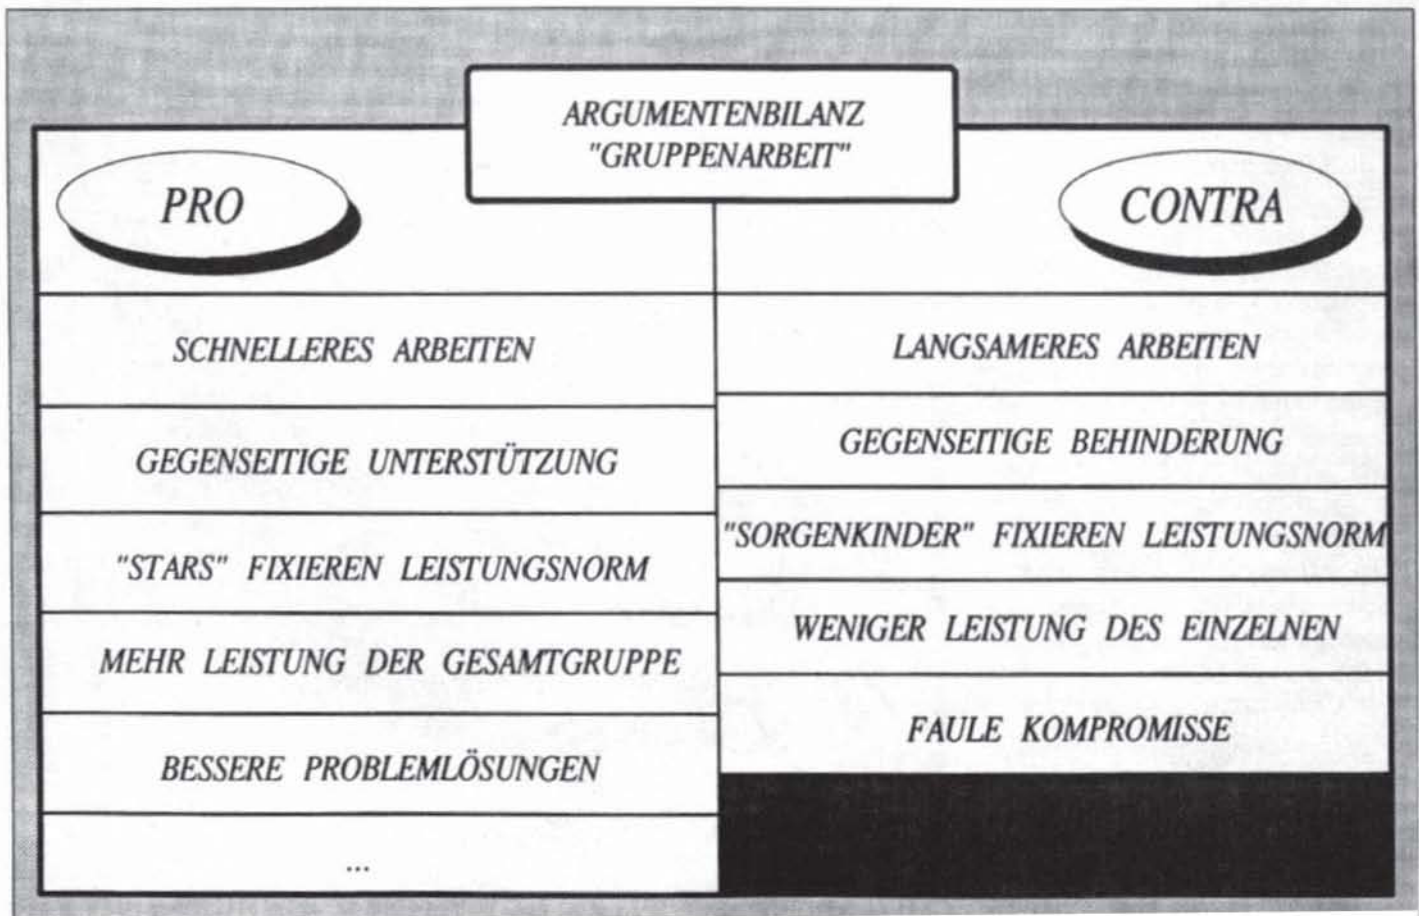 ARGUMENTENBILANZ
"GRUPPENARBEIT"
PRO
SCHNELLERES ARBEITEN
GEGENSEITIGE UNTERSTÜTZUNG
"STARS" FIXIEREN LEISTUNGSNORM
MEHR LEISTUNG DER GESAMTGRUPPE
BESSERE PROBLEMLÖSUNGEN
...
CONTRA
LANGSAMERES ARBEITEN
GEGENSEITIGE BEHINDERUNG
"SORGENKINDER" FIXIEREN LEISTUNGSNORM
WENIGER LEISTUNG DES EINZELNEN
FAULE KOMPROMISSE